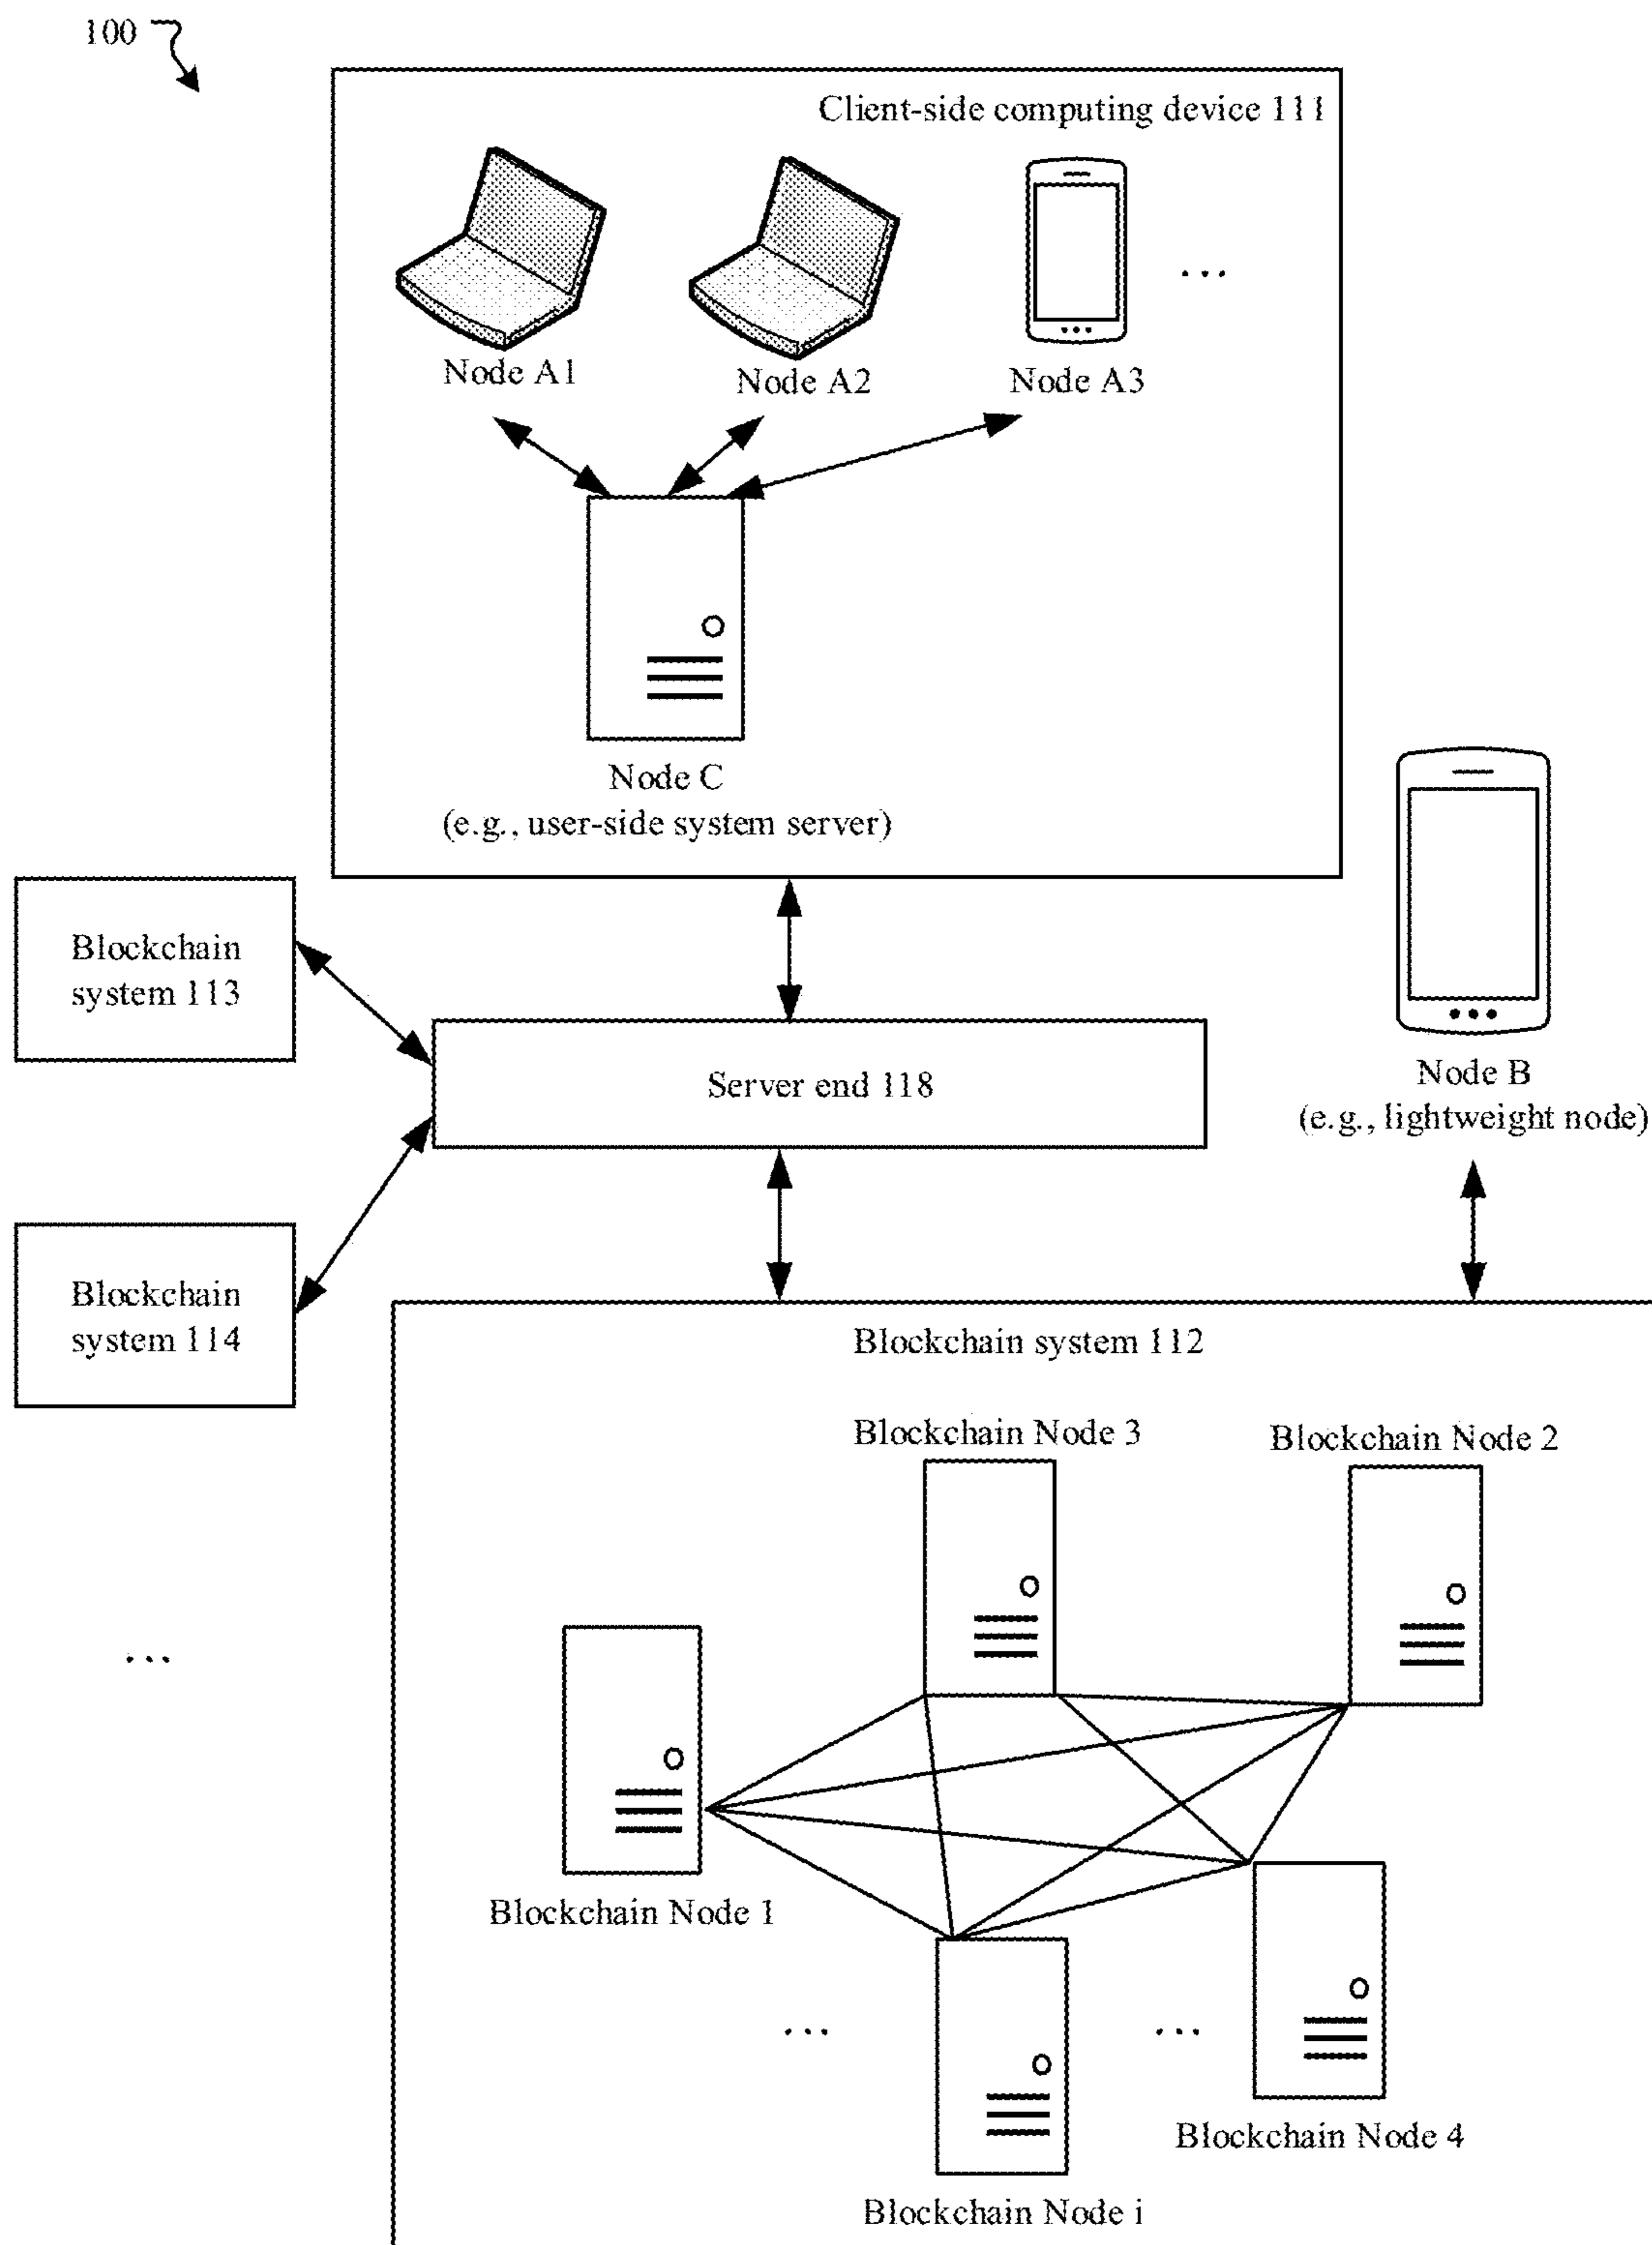 100
Client-side computing device 111
...
Node A1
Node A2
Node A3
Node C
(e.g., user-side system server)
Blockchain
system 113
Server end 118
Node B
(e.g., lightweight node)
Blockchain
system 114
Blockchain system 112
Blockchain Node 3
Blockchain Node 2
...
Blockchain Node 1
...
...
Blockchain Node 4
Blockchain Node i